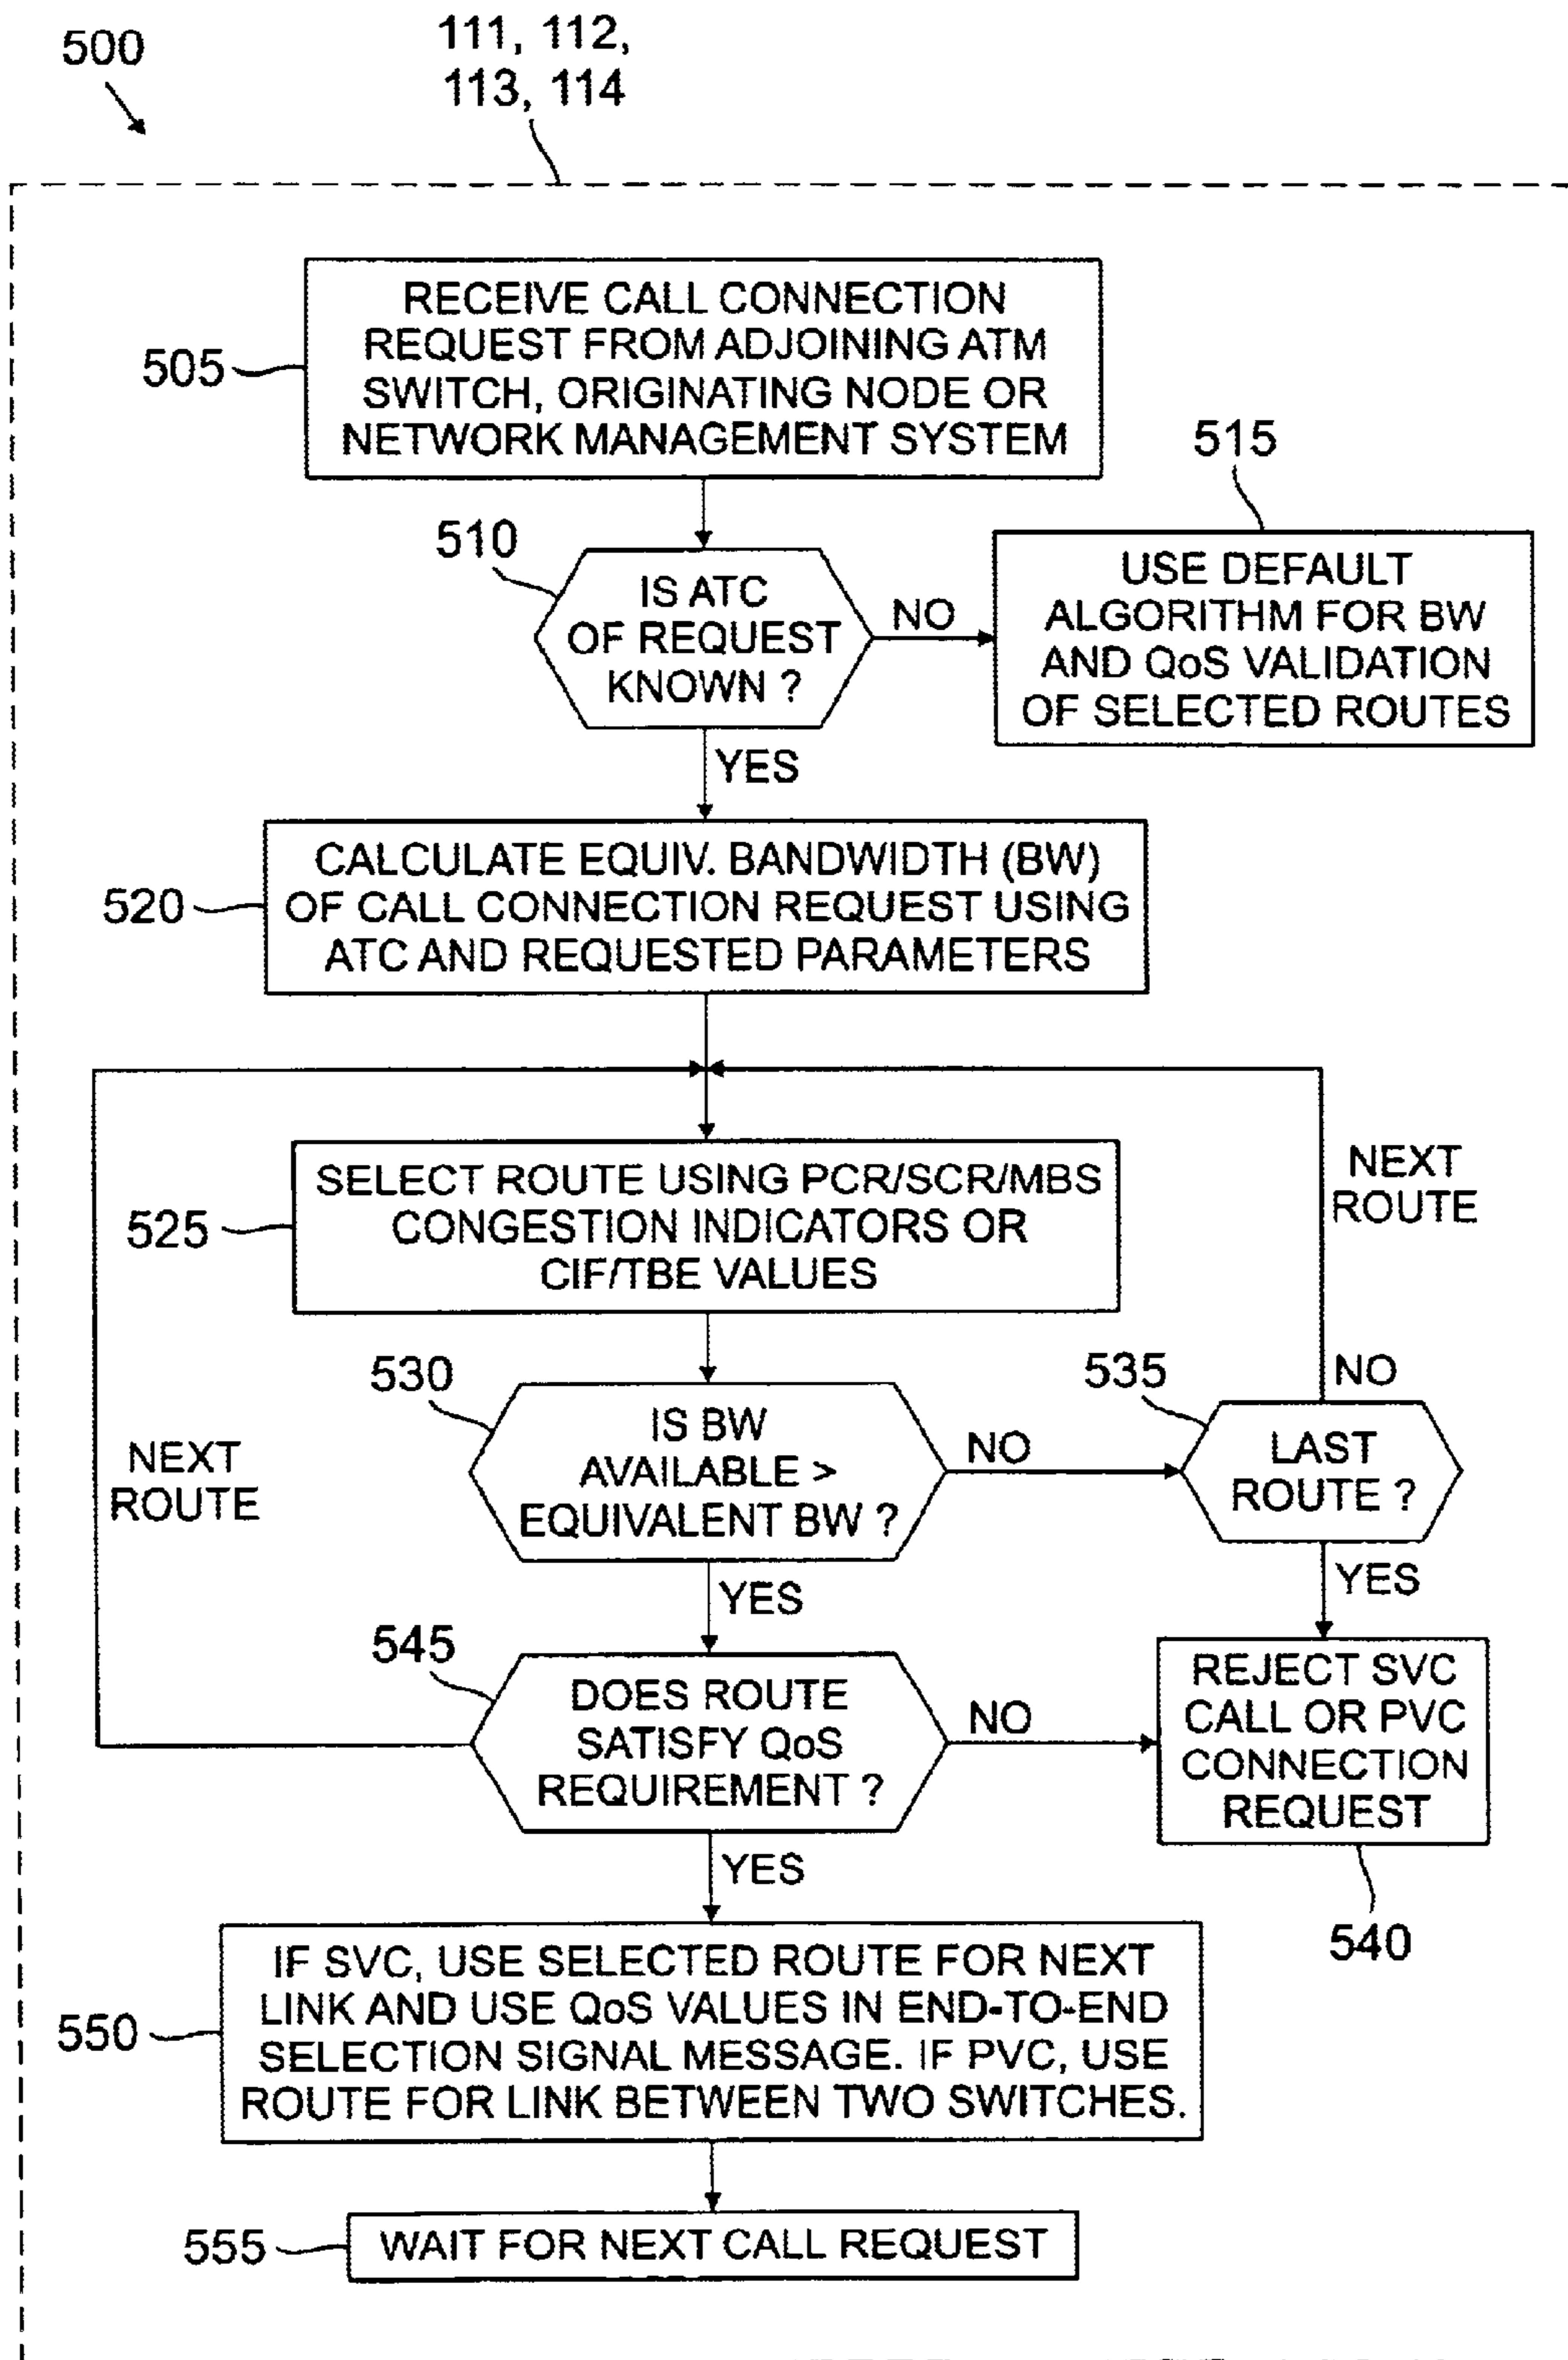 500
111, 112,
113, 114
505
RECEIVE CALL CONNECTION
REQUEST FROM ADJOINING ATM
SWITCH, ORIGINATING NODE OR
NETWORK MANAGEMENT SYSTEM
510
IS ATC
OF REQUEST
KNOWN ?
NO
515
USE DEFAULT
ALGORITHM FOR BW
AND QoS VALIDATION
OF SELECTED ROUTES
YES
520
CALCULATE EQUIV. BANDWIDTH (BW)
OF CALL CONNECTION REQUEST USING
ATC AND REQUESTED PARAMETERS
525
SELECT ROUTE USING PCR/SCR/MBS
CONGESTION INDICATORS OR
CIF/TBE VALUES
NEXT
ROUTE
530
IS BW
AVAILABLE >
EQUIVALENT BW ?
NO
535
LAST
ROUTE ?
NO
NEXT
ROUTE
YES
YES
545
DOES ROUTE
SATISFY QoS
REQUIREMENT ?
NO
REJECT SVC
CALL OR PVC
CONNECTION
REQUEST
540
YES
550
IF SVC, USE SELECTED ROUTE FOR NEXT
LINK AND USE QoS VALUES IN END-TO-END
SELECTION SIGNAL MESSAGE. IF PVC, USE
ROUTE FOR LINK BETWEEN TWO SWITCHES.
555
WAIT FOR NEXT CALL REQUEST